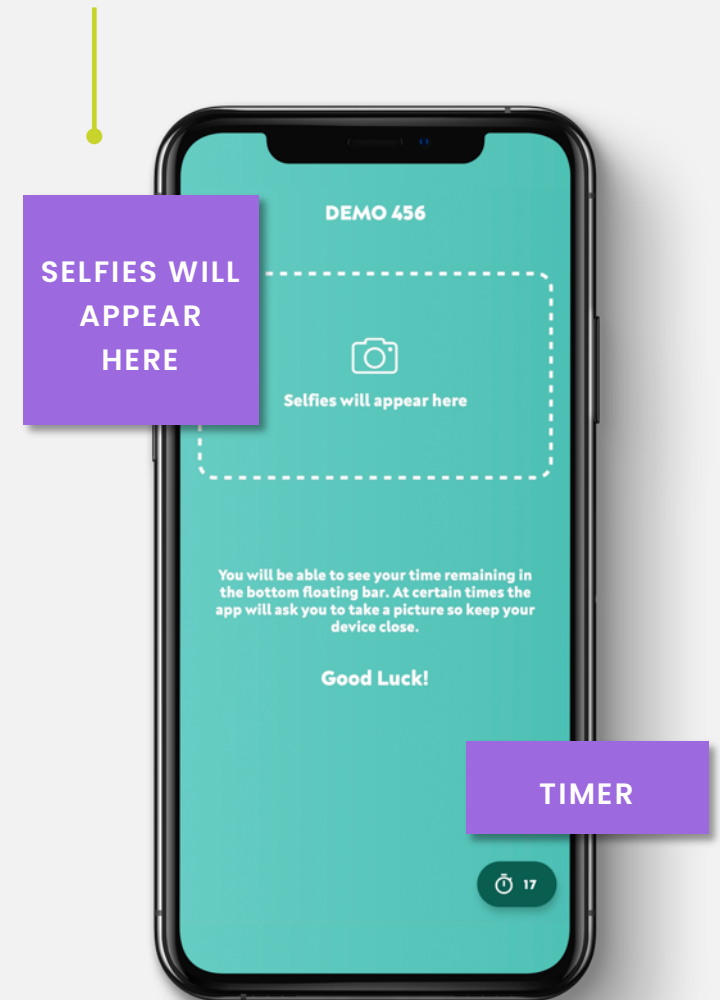 DEMO 456
SELFIES WILL
APPEAR
HERE
Selfies will appear here
You will be able to see your time remaining in
the bottom floating bar. At certain times the
app will ask you to take a picture so keep your
device close.
Good Luck!
TIMER
17